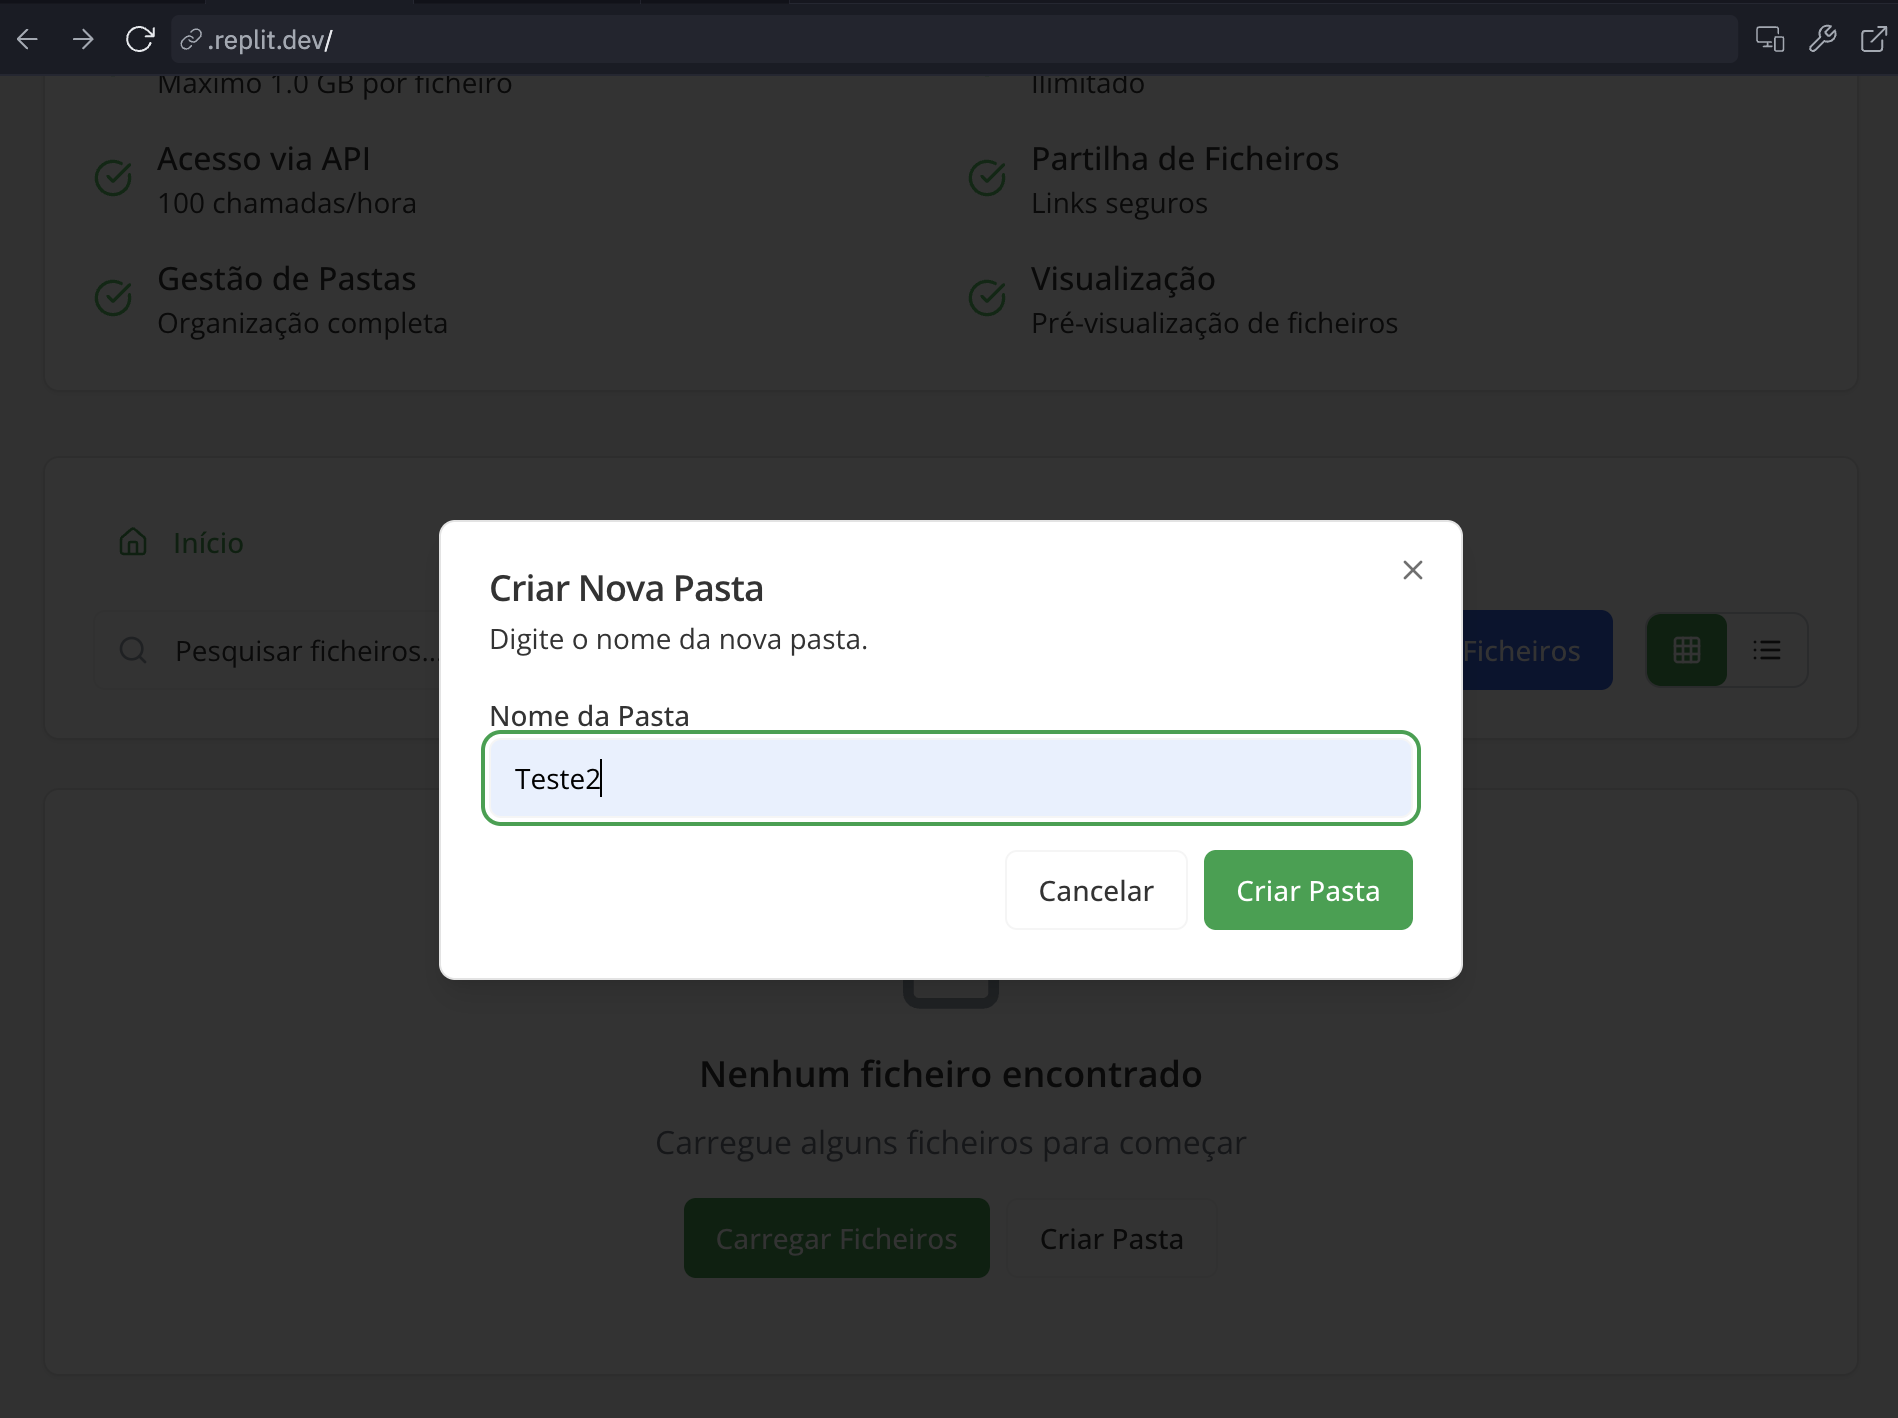 .replit.dev/
Máximo 1.0 GB por ficheiro
Ilimitado
Acesso via API
100 chamadas/hora
Partilha de Ficheiros
Links seguros
Gestão de Pastas
Organização completa
Visualização
Pré-visualização de ficheiros
Início
Pesquisar ficheiros...
Ficheiros
Criar Nova Pasta
Digite o nome da nova pasta.
Nome da Pasta
Teste2
Cancelar
Criar Pasta
Nenhum ficheiro encontrado
Carregue alguns ficheiros para começar
Carregar Ficheiros
Criar Pasta